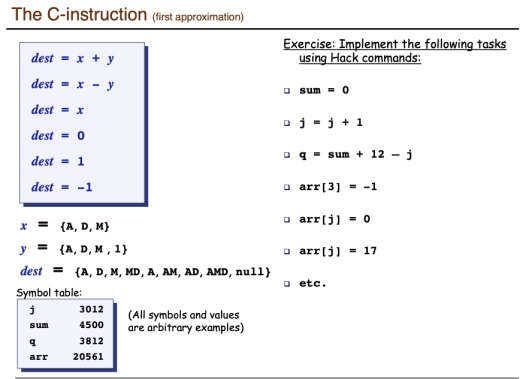 The C-instruction (first approximation)
dest = x + y
dest = x - y
dest = x
dest = 0
dest = 1
dest = -1
x = {A, D, M}
y = {A, D, M , 1}
dest = {A, D, M, MD, A, AM, AD, AMD, null}
Symbol table:
j 3012
sum 4500
q 3812
arr 20561
(All symbols and values
are arbitrary examples)
Exercise: Implement the following tasks
using Hack commands:
❑ sum = 0
❑ j = j + 1
❑ q = sum + 12 – j
❑ arr[3] = -1
❑ arr[j] = 0
❑ arr[j] = 17
❑ etc.